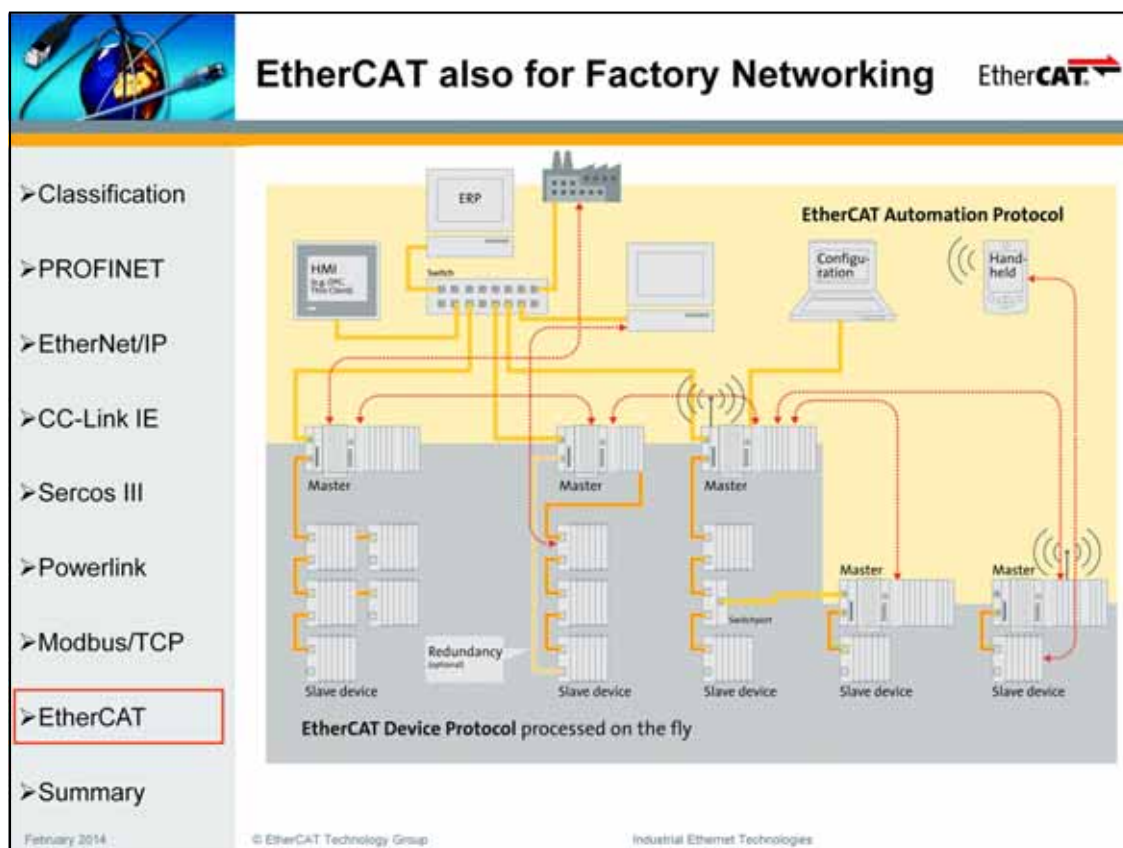 EtherCAT also for Factory Networking
EtherCAT®
➢Classification
➢PROFINET
➢EtherNet/IP
➢CC-Link IE
➢Sercos III
➢Powerlink
➢Modbus/TCP
➢EtherCAT
➢Summary
ERP
EtherCAT Automation Protocol
HMI
(e.g. OPC,
Thin Client)
Switch
Configu-
ration
Hand-
held
Master
Master
Master
Master
Master
Switchport
Redundancy
(optional)
Slave device
Slave device
Slave device
Slave device
Slave device
EtherCAT Device Protocol processed on the fly
February 2014
© EtherCAT Technology Group
Industrial Ethernet Technologies